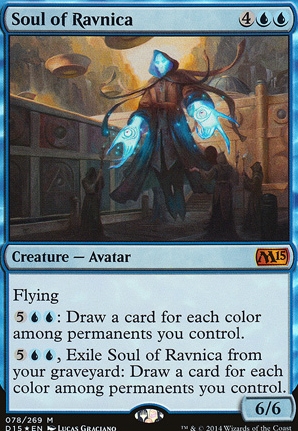 Soul of Ravnica 4
Creature — Avatar M15
Flying
5: Draw a card for each color
among permanents you control.
5, Exile Soul of Ravnica from
your graveyard: Draw a card for each
color among permanents you control.
6/6
078/269 M
D15 ★ EN Lucas Graciano ™ & © 2014 Wizards of the Coast